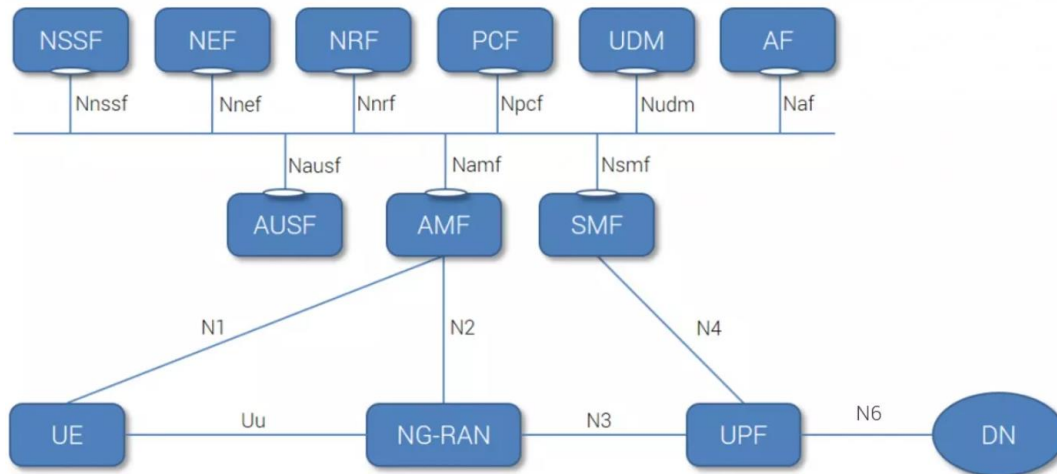 NSSF NEF NRF PCF UDM AF
Nnssf Nnef Nnrf Npcf Nudm Naf
Nausf Namf Nsmf
AUSF AMF SMF
N1 N2 N4
Uu N3 N6
UE NG-RAN UPF DN